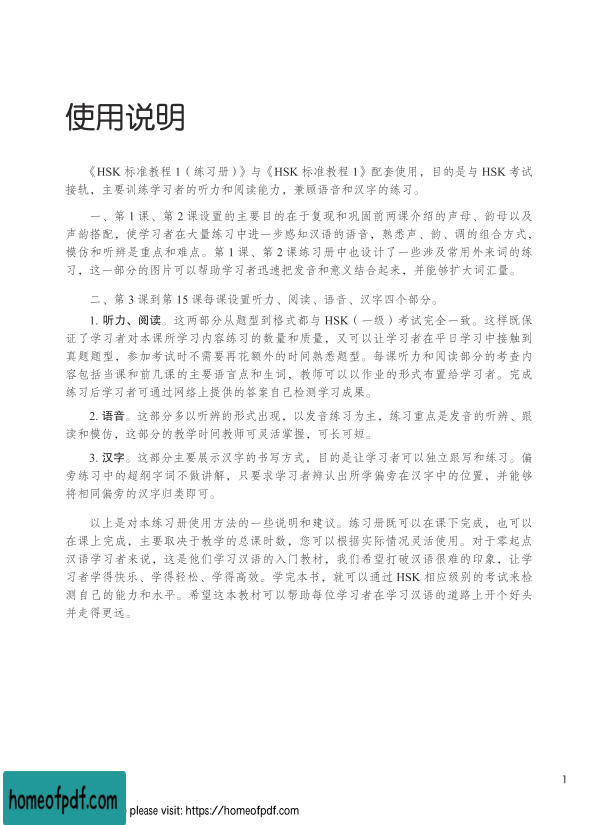 使用说明
《HSK 标准教程 1（练习册）》与《HSK 标准教程 1》配套使用，目的是与 HSK 考试
接轨，主要训练学习者的听力和阅读能力，兼顾语音和汉字的练习。
一、第 1 课、第 2 课设置的主要目的在于复现和巩固前两课介绍的声母、韵母以及
声韵搭配，使学习者在大量练习中进一步感知汉语的语音，熟悉声、韵、调的组合方式，
模仿和听辨是重点和难点。第 1 课、第 2 课练习册中也设计了一些涉及常用外来词的练
习，这一部分的图片可以帮助学习者迅速把发音和意义结合起来，并能够扩大词汇量。
二、第 3 课到第 15 课每课设置听力、阅读、语音、汉字四个部分。
1. 听力、阅读。这两部分从题型到格式都与 HSK（一级）考试完全一致。这样既保
证了学习者对本课所学习内容练习的数量和质量，又可以让学习者在平日学习中接触到
真题题型，参加考试时不需要再花额外的时间熟悉题型。每课听力和阅读部分的考查内
容包括当课和前几课的主要语言点和生词，教师可以以作业的形式布置给学习者。完成
练习后学习者可通过网络上提供的答案自己检测学习成果。
2. 语音。这部分多以听辨的形式出现，以发音练习为主，练习重点是发音的听辨、跟
读和模仿，这部分的教学时间教师可灵活掌握，可长可短。
3. 汉字。这部分主要展示汉字的书写方式，目的是让学习者可以独立跟写和练习。偏
旁练习中的超纲字词不做讲解，只要求学习者辨认出所学偏旁在汉字中的位置，并能够
将相同偏旁的汉字归类即可。
以上是对本练习册使用方法的一些说明和建议。练习册既可以在课下完成，也可以
在课上完成，主要取决于教学的总课时数，您可以根据实际情况灵活使用。对于零起点
汉语学习者来说，这是他们学习汉语的入门教材，我们希望打破汉语很难的印象，让学
习者学得快乐、学得轻松、学得高效。学完本书，就可以通过 HSK 相应级别的考试来检
测自己的能力和水平。希望这本教材可以帮助每位学习者在学习汉语的道路上开个好头
并走得更远。
1
homeofpdf.com
please visit: https://homeofpdf.com